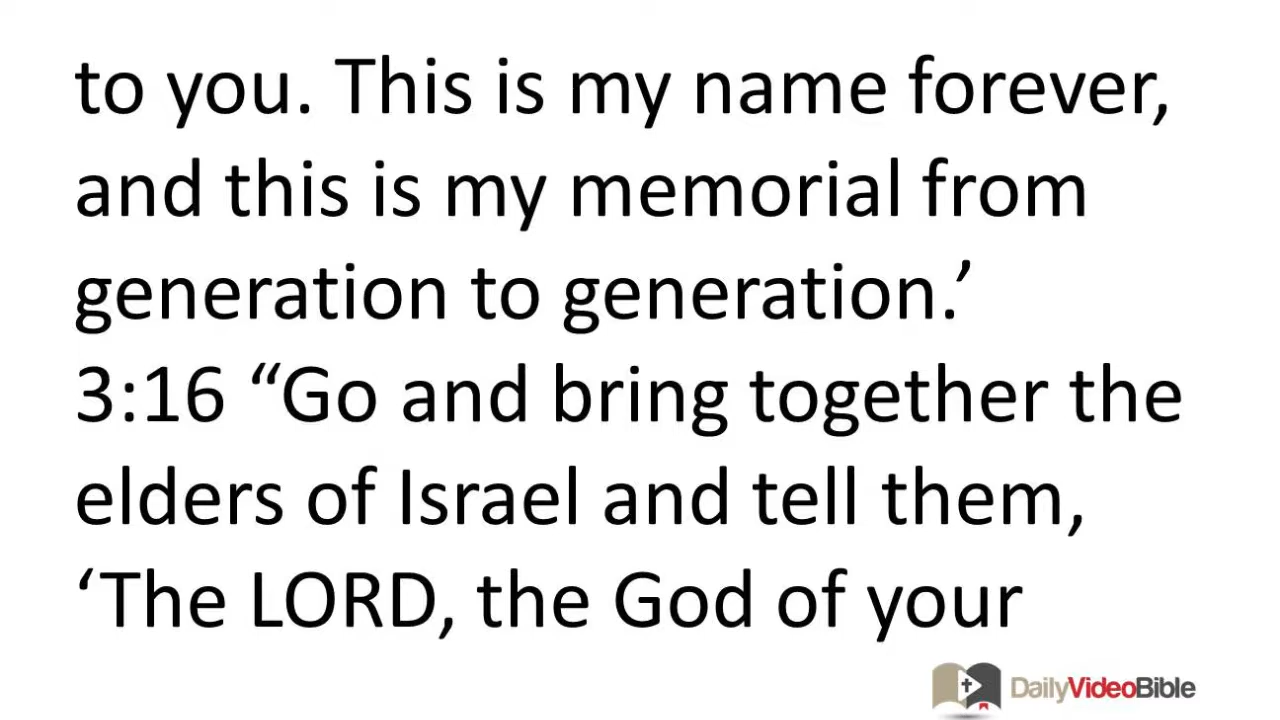 to you. This is my name forever,
and this is my memorial from
generation to generation.’
3:16 “Go and bring together the
elders of Israel and tell them,
‘The LORD, the God of your
DailyVideoBible